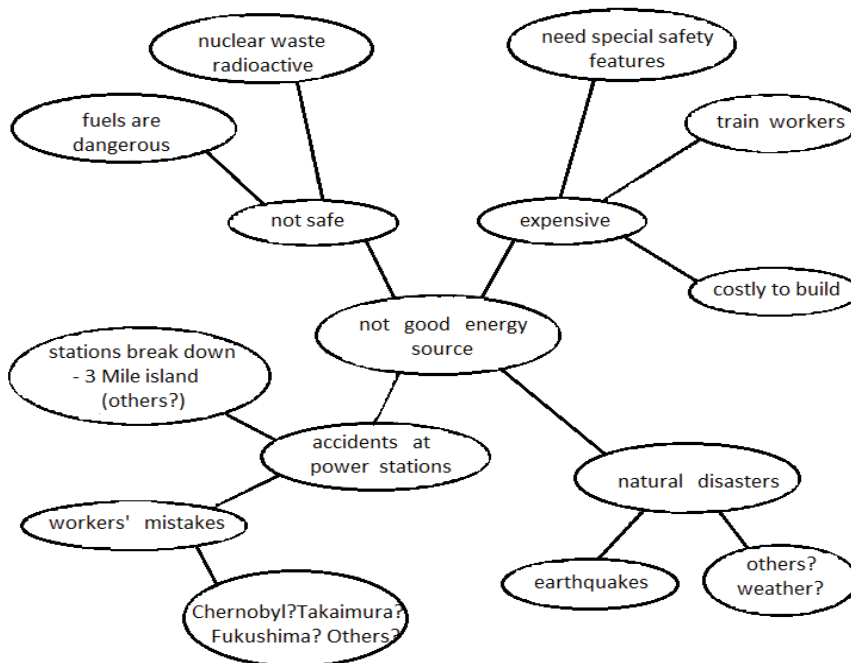 nuclear waste
radioactive
need special safety
features
fuels are
dangerous
train workers
not safe
expensive
costly to build
not good energy
source
stations break down
- 3 Mile island
(others?)
accidents at
power stations
natural disasters
workers' mistakes
earthquakes
others?
weather?
Chernobyl?Takaimura?
Fukushima? Others?